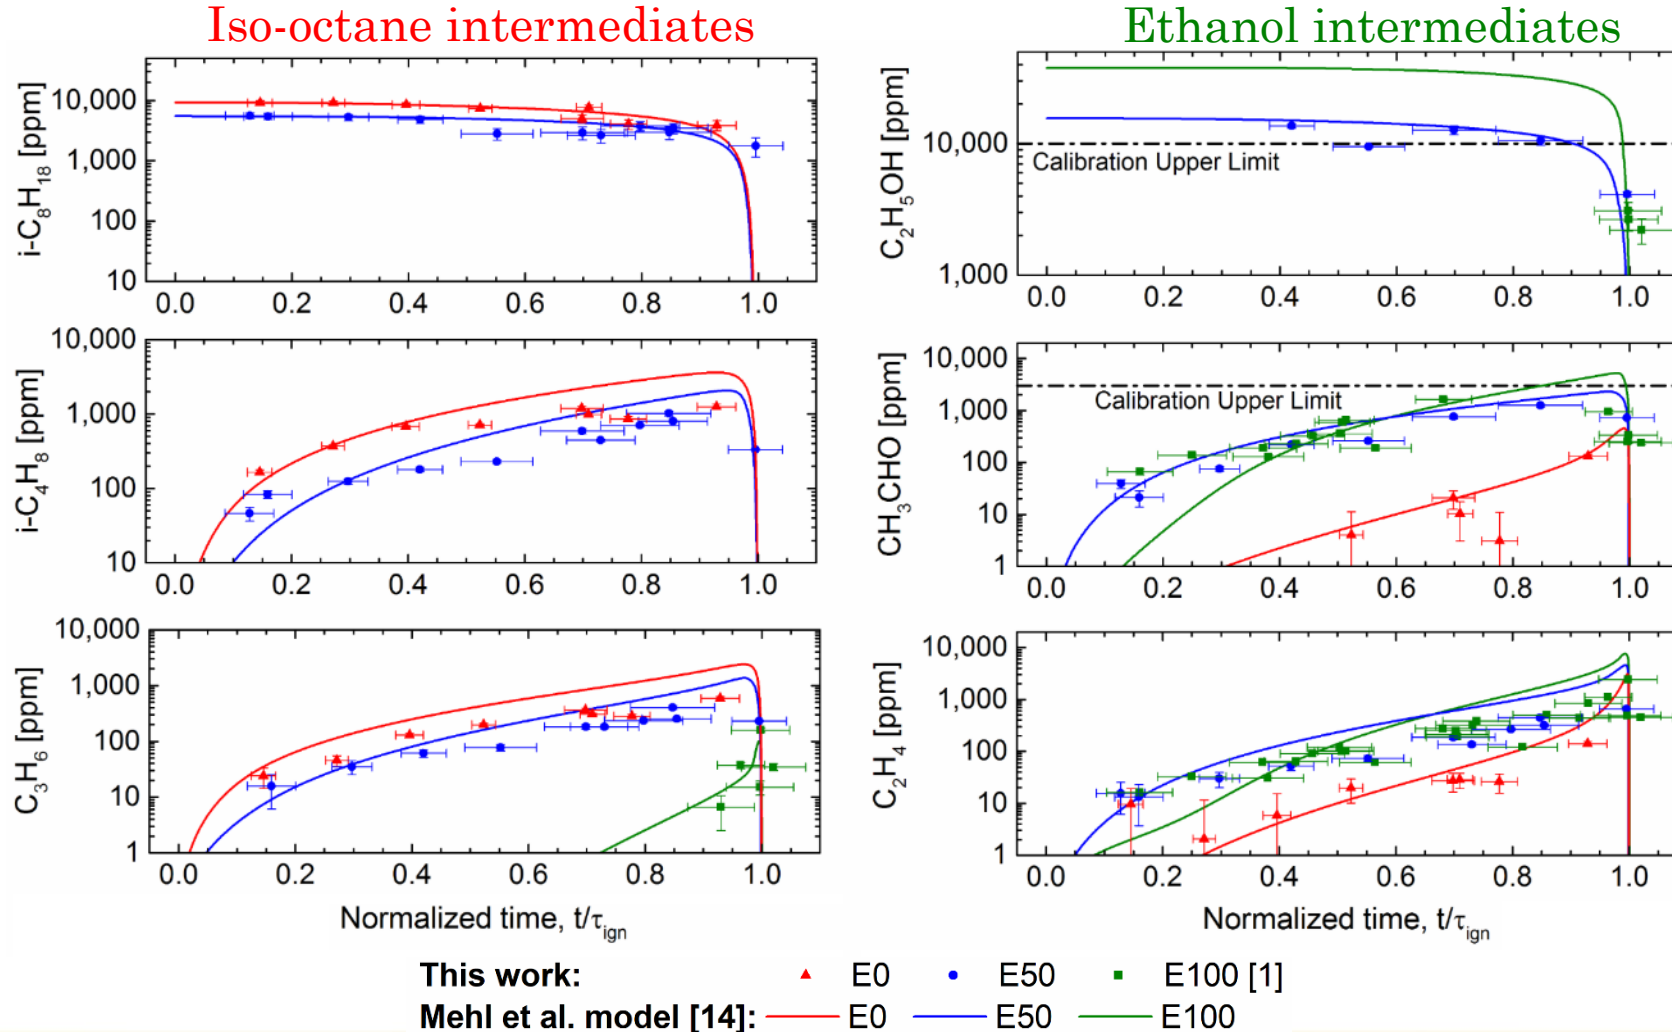 Iso-octane intermediates
Ethanol intermediates
i-C8H18 [ppm]
10,000
1,000
100
10
0.0 0.2 0.4 0.6 0.8 1.0
C2H5OH [ppm]
10,000
1,000
Calibration Upper Limit
0.0 0.2 0.4 0.6 0.8 1.0
i-C4H8 [ppm]
10,000
1,000
100
10
0.0 0.2 0.4 0.6 0.8 1.0
CH3CHO [ppm]
10,000
1,000
100
10
1
Calibration Upper Limit
0.0 0.2 0.4 0.6 0.8 1.0
C3H6 [ppm]
10,000
1,000
100
10
1
0.0 0.2 0.4 0.6 0.8 1.0
Normalized time, t/τign
C2H4 [ppm]
10,000
1,000
100
10
1
0.0 0.2 0.4 0.6 0.8 1.0
Normalized time, t/τign
This work: E0 E50 E100 [1]
Mehl et al. model [14]: E0 E50 E100